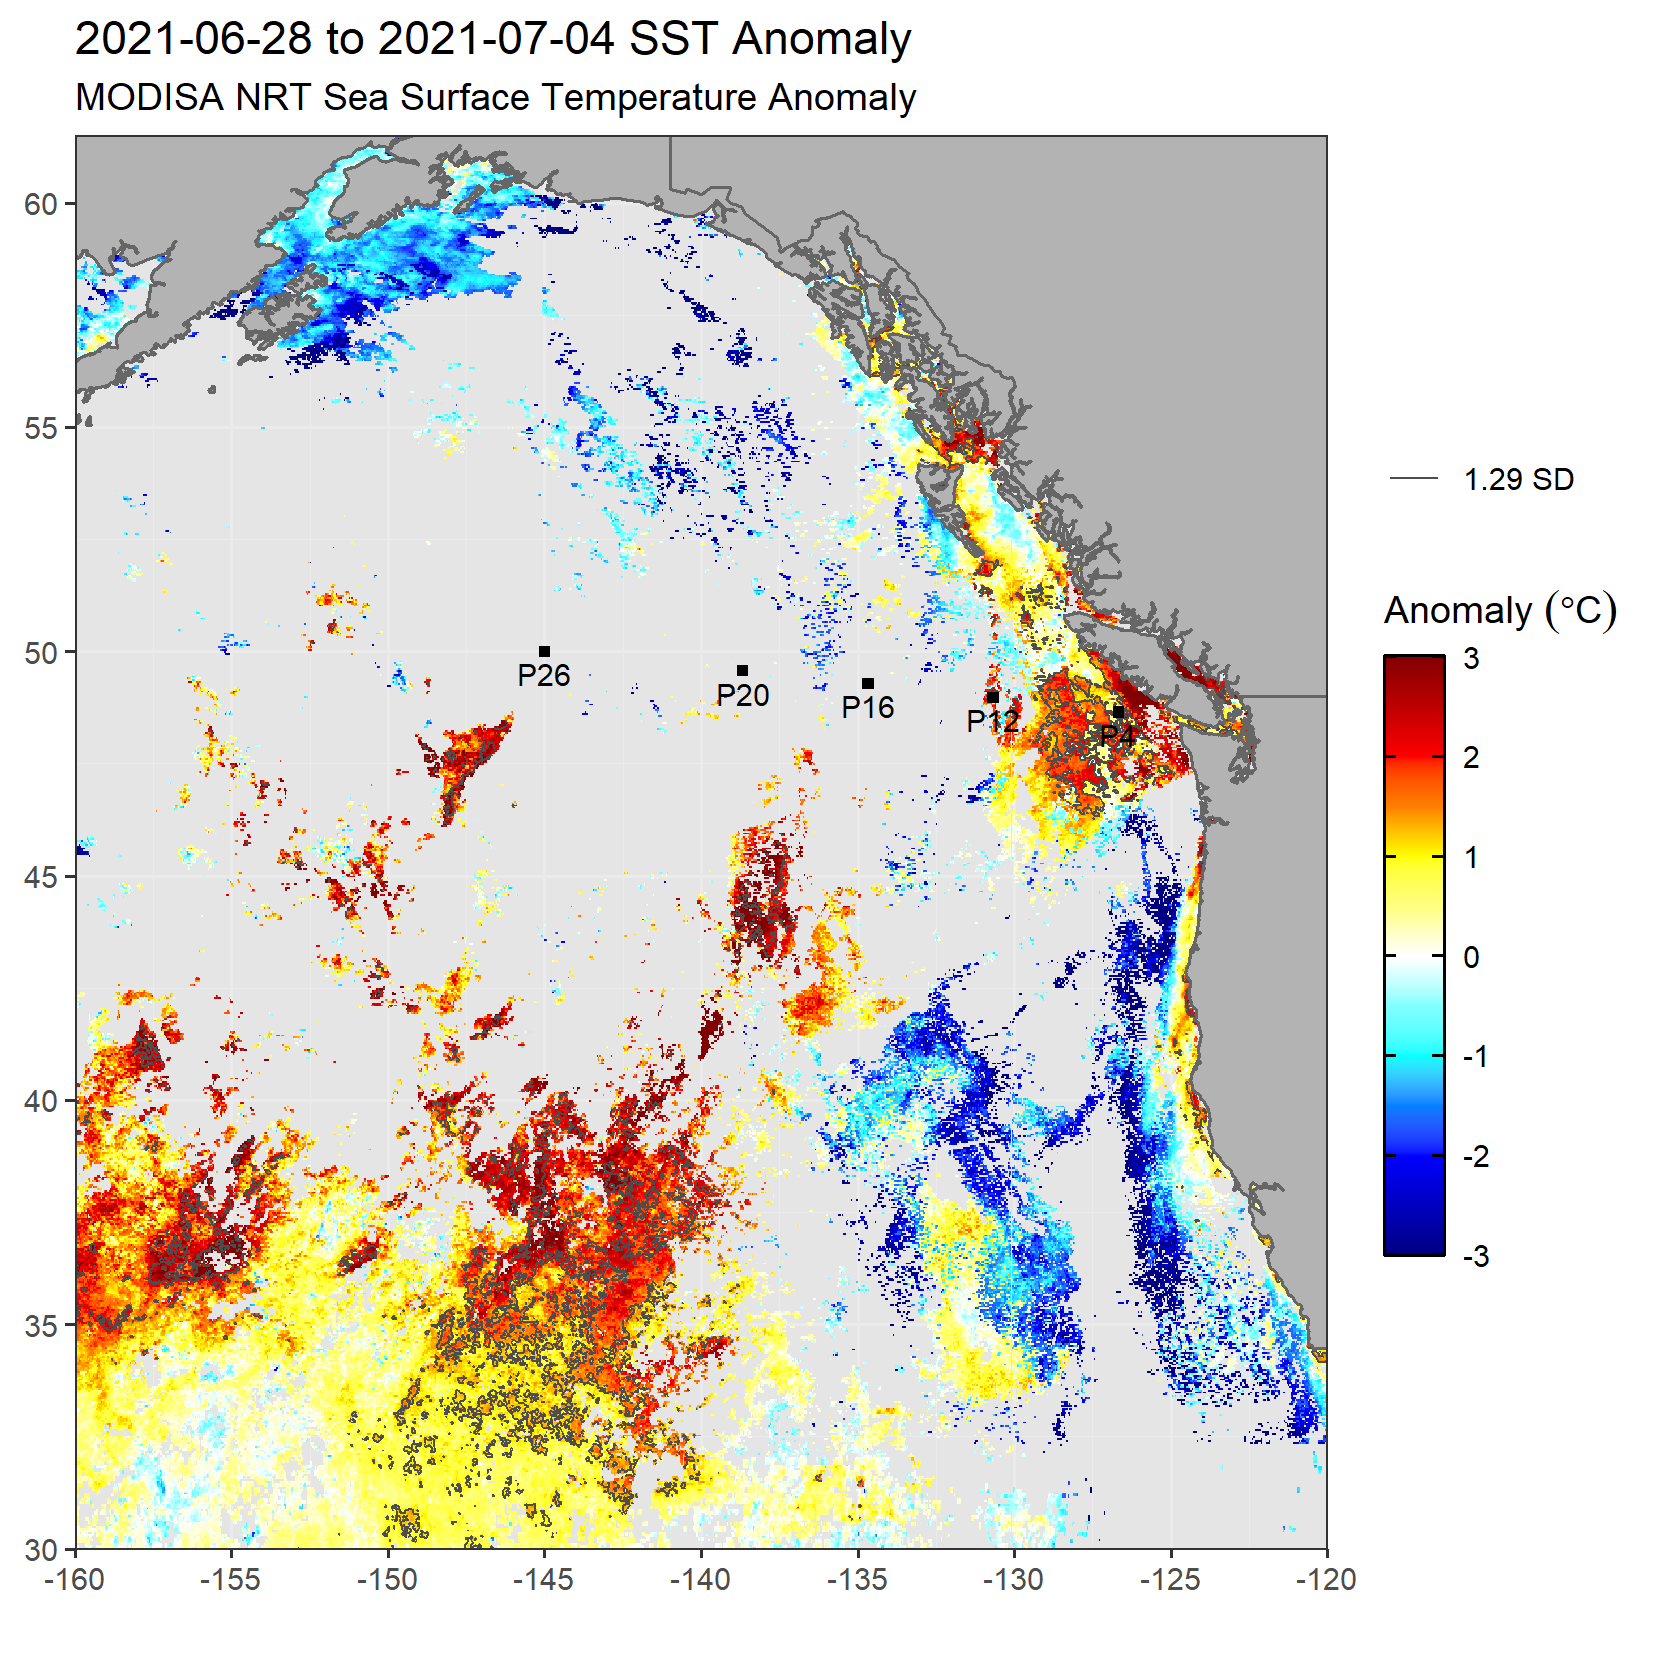 2021-06-28 to 2021-07-04 SST Anomaly
MODISA NRT Sea Surface Temperature Anomaly
60
55
50
45
40
35
30
-160
-155
-150
-145
-140
-135
-130
-125
-120
P26
P20
P16
P12
P4
1.29 SD
Anomaly (°C)
3
2
1
0
-1
-2
-3